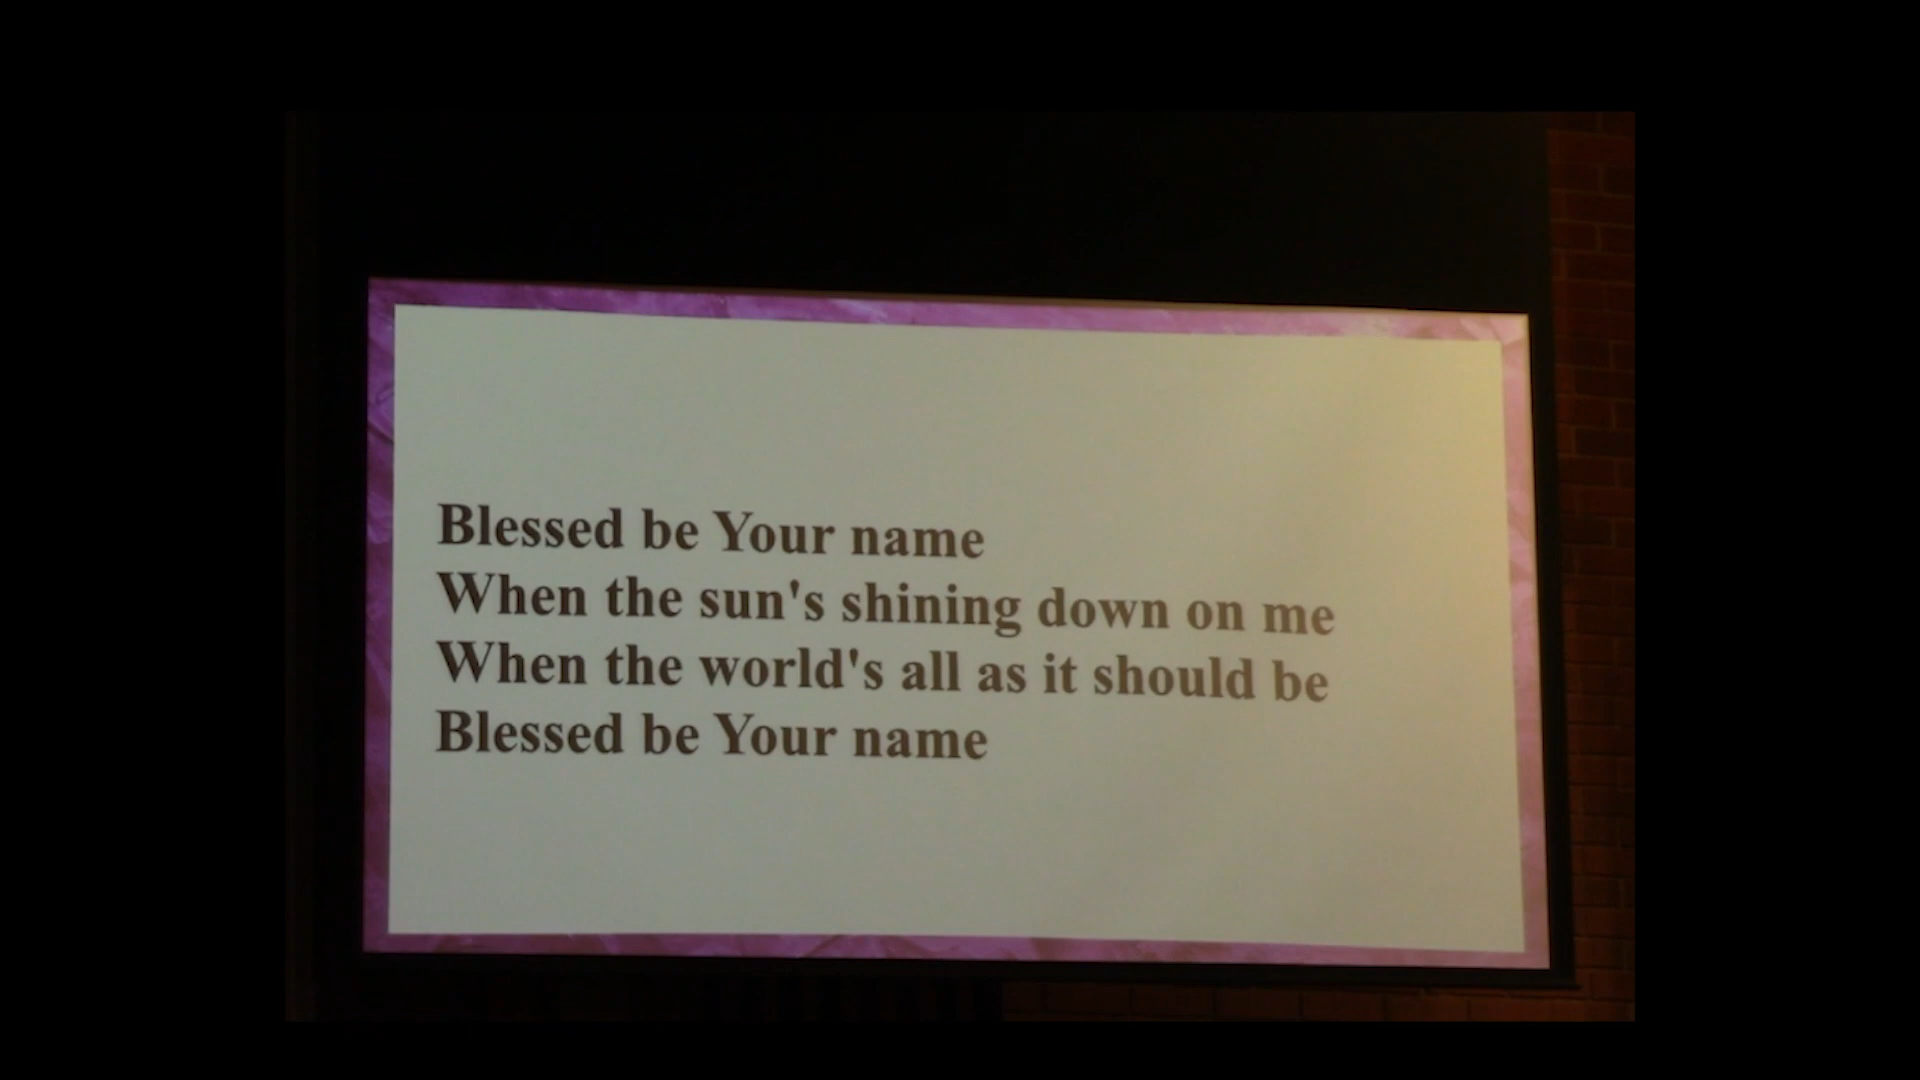 Blessed be Your name
When the sun's shining down on me
When the world's all as it should be
Blessed be Your name